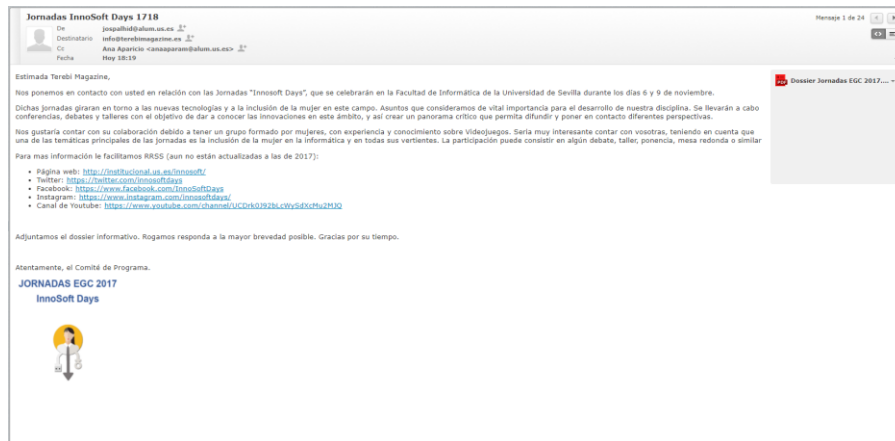 Jornadas InnoSoft Days 1718
Mensaje 1 de 24
De jospalhid@alum.us.es
Destinatario info@terebimagazine.es
Cc Ana Aparicio <anaaparam@alum.us.es>
Fecha Hoy 18:19
Dossier Jornadas EGC 2017....
Estimada Terebi Magazine,
Nos ponemos en contacto con usted en relación con las Jornadas "Innosoft Days", que se celebrarán en la Facultad de Informática de la Universidad de Sevilla durante los días 6 y 9 de noviembre.
Dichas jornadas giraran en torno a las nuevas tecnologías y a la inclusión de la mujer en este campo. Asuntos que consideramos de vital importancia para el desarrollo de nuestra disciplina. Se llevarán a cabo
conferencias, debates y talleres con el objetivo de dar a conocer las innovaciones en este ámbito, y así crear un panorama crítico que permita difundir y poner en contacto diferentes perspectivas.
Nos gustaría contar con su colaboración debido a tener un grupo formado por mujeres, con experiencia y conocimiento sobre Videojuegos. Seria muy interesante contar con vosotras, teniendo en cuenta que
una de las temáticas principales de las jornadas es la inclusión de la mujer en la informática y en todas sus vertientes. La participación puede consistir en algún debate, taller, ponencia, mesa redonda o similar
Para mas información le facilitamos RRSS (aun no están actualizadas a las de 2017):
• Página web: http://institucional.us.es/innosoft/
• Twitter: https://twitter.com/innosoftdays
• Facebook: https://www.facebook.com/InnoSoftDays
• Instagram: https://www.instagram.com/innosoftdays/
• Canal de Youtube: https://www.youtube.com/channel/UCDrk0J92bLcWySdXcMu2MJQ
Adjuntamos el dossier informativo. Rogamos responda a la mayor brevedad posible. Gracias por su tiempo.
Atentamente, el Comité de Programa.
JORNADAS EGC 2017
InnoSoft Days